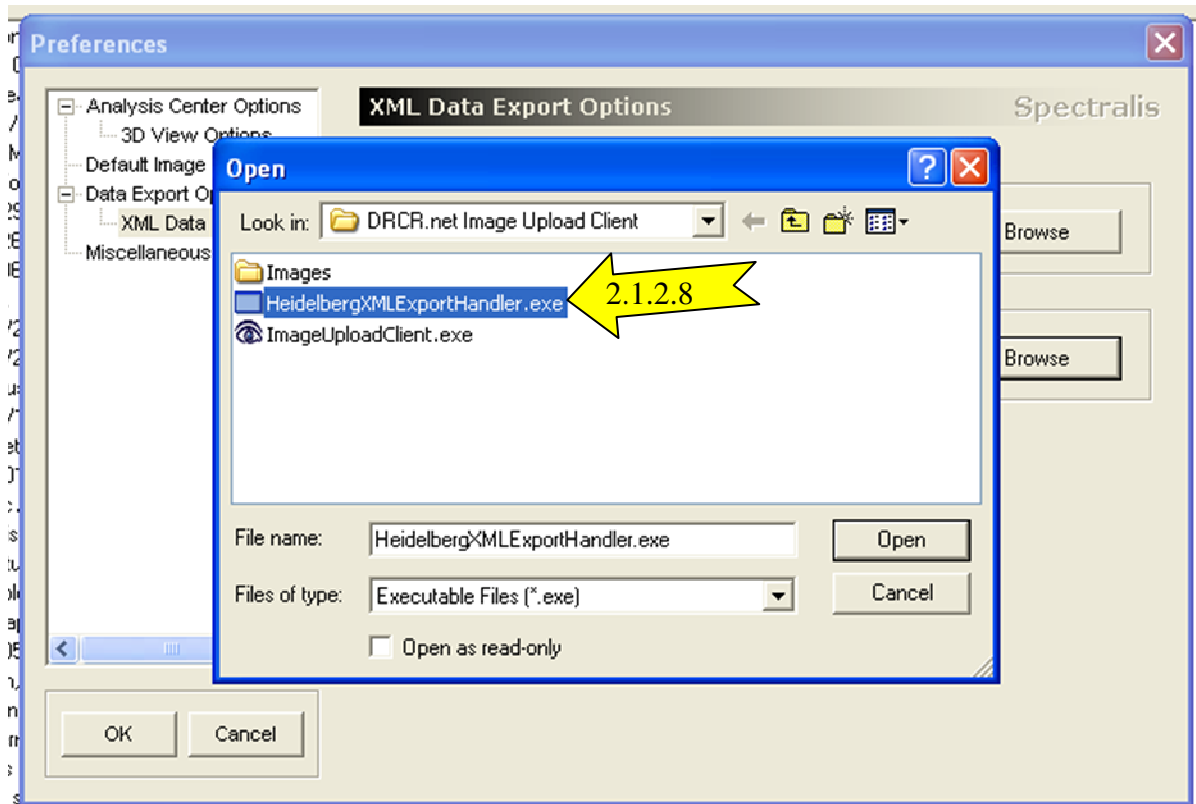 Preferences
Analysis Center Options
3D View Options
Default Image
Data Export Op
XML Data
Miscellaneous
XML Data Export Options
Spectralis
Browse
Browse
Open
Look in:
DRCR.net Image Upload Client
Images
HeidelbergXMLExportHandler.exe
2.1.2.8
ImageUploadClient.exe
File name:
HeidelbergXMLExportHandler.exe
Open
Files of type:
Executable Files (*.exe)
Cancel
Open as read-only
OK
Cancel